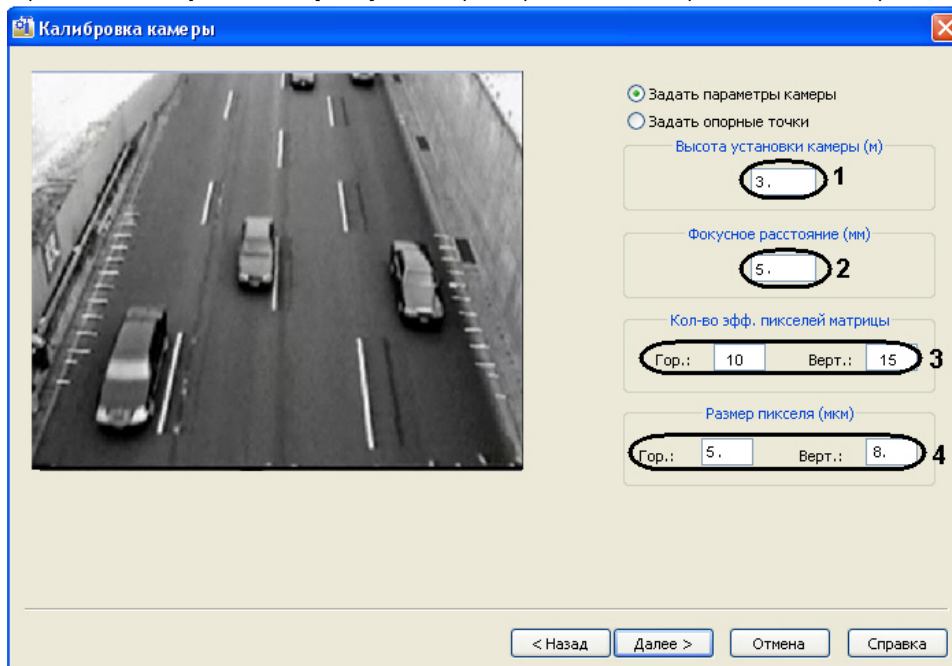 Калибровка камеры
Задать параметры камеры
Задать опорные точки
Высота установки камеры (м)
3. 1
Фокусное расстояние (мм)
5. 2
Кол-во эфф. пикселей матрицы
Гор.: 10 Верт.: 15 3
Размер пикселя (мкм)
Гор.: 5. Верт.: 8. 4
< Назад Далее > Отмена Справка